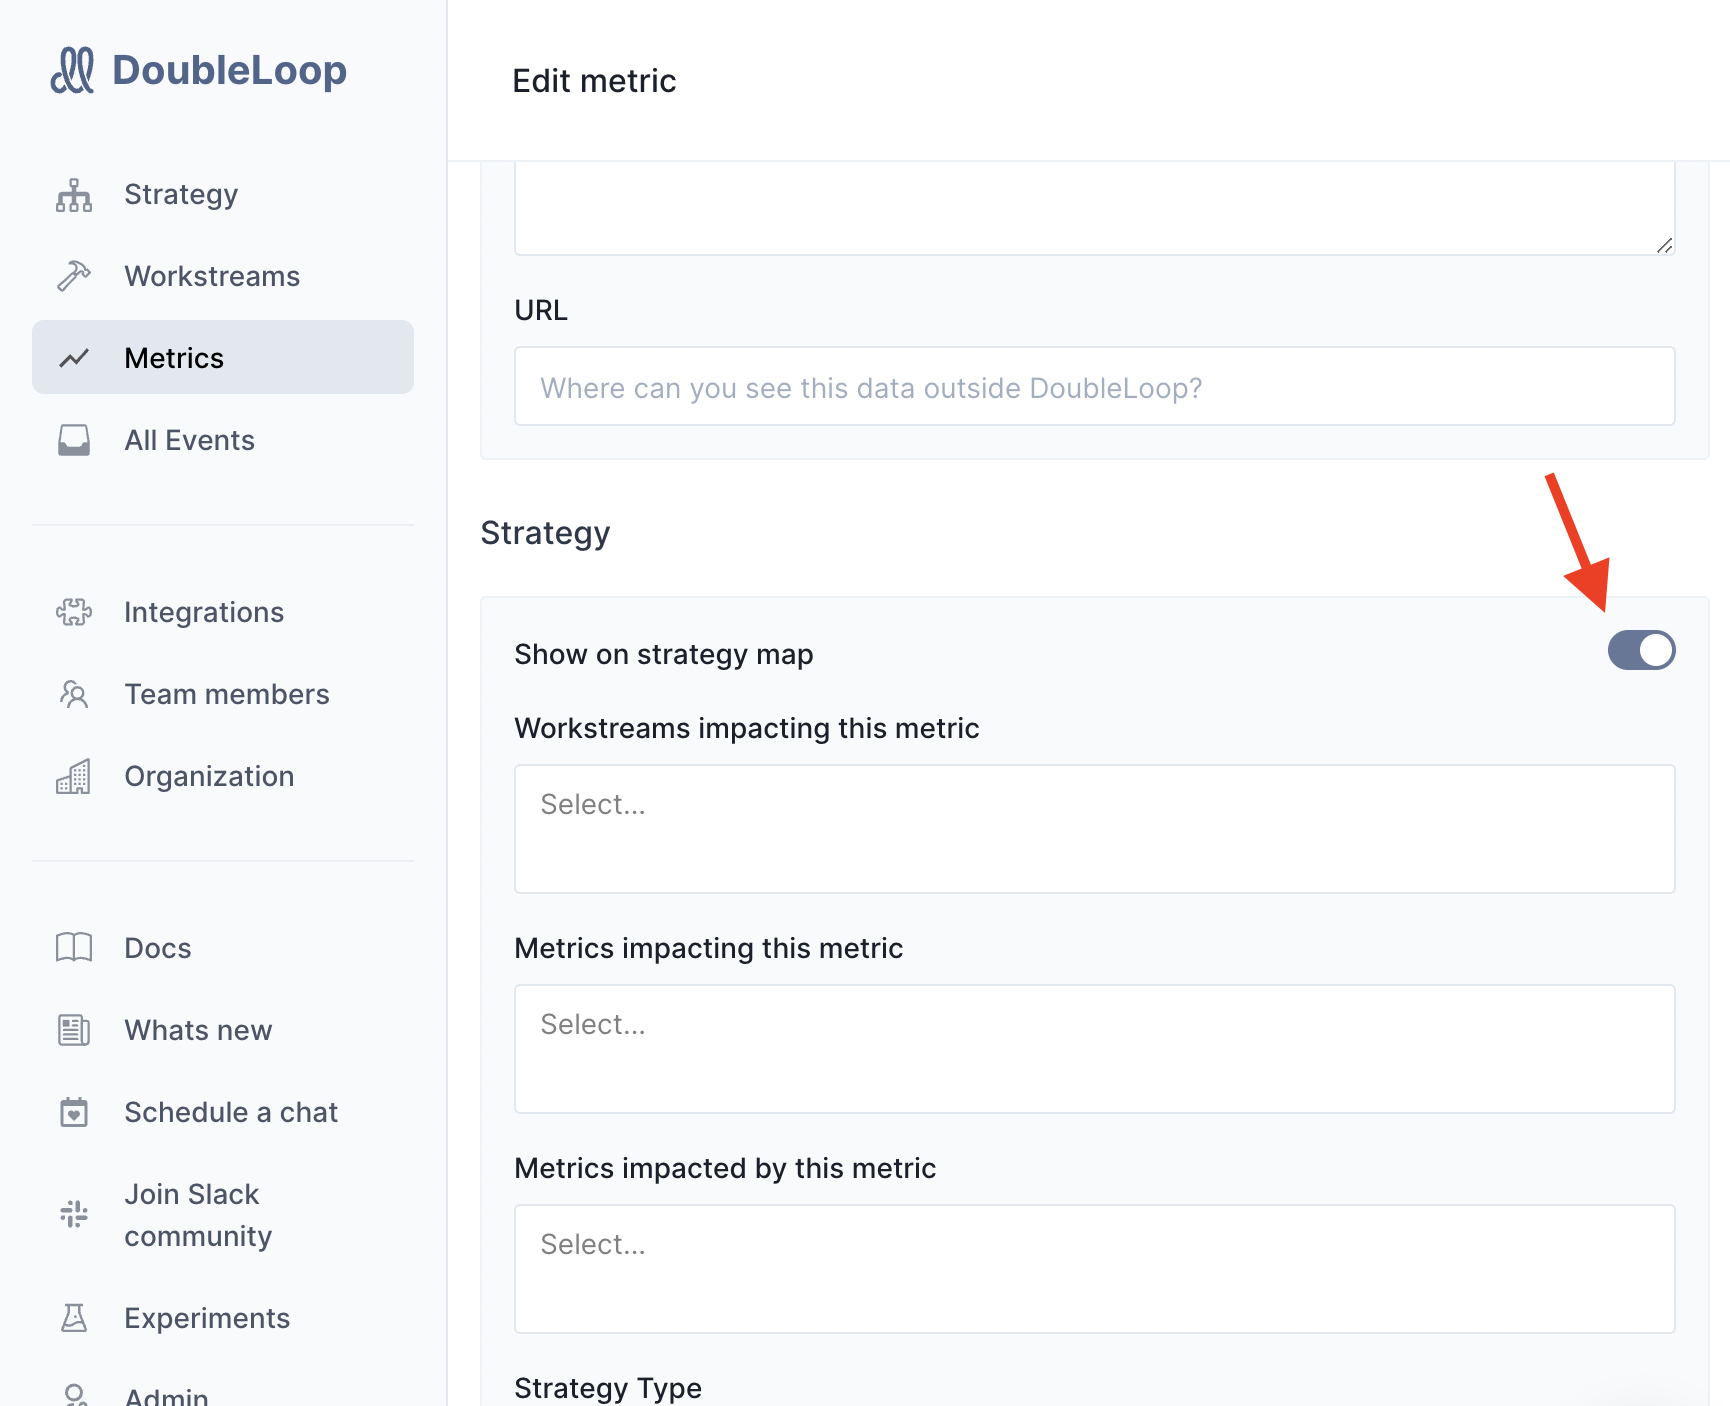 DoubleLoop
Strategy
Workstreams
Metrics
All Events
Integrations
Team members
Organization
Docs
Whats new
Schedule a chat
Join Slack
community
Experiments
Admin
Edit metric
URL
Where can you see this data outside DoubleLoop?
Strategy
Show on strategy map
Workstreams impacting this metric
Select...
Metrics impacting this metric
Select...
Metrics impacted by this metric
Select...
Strategy Type